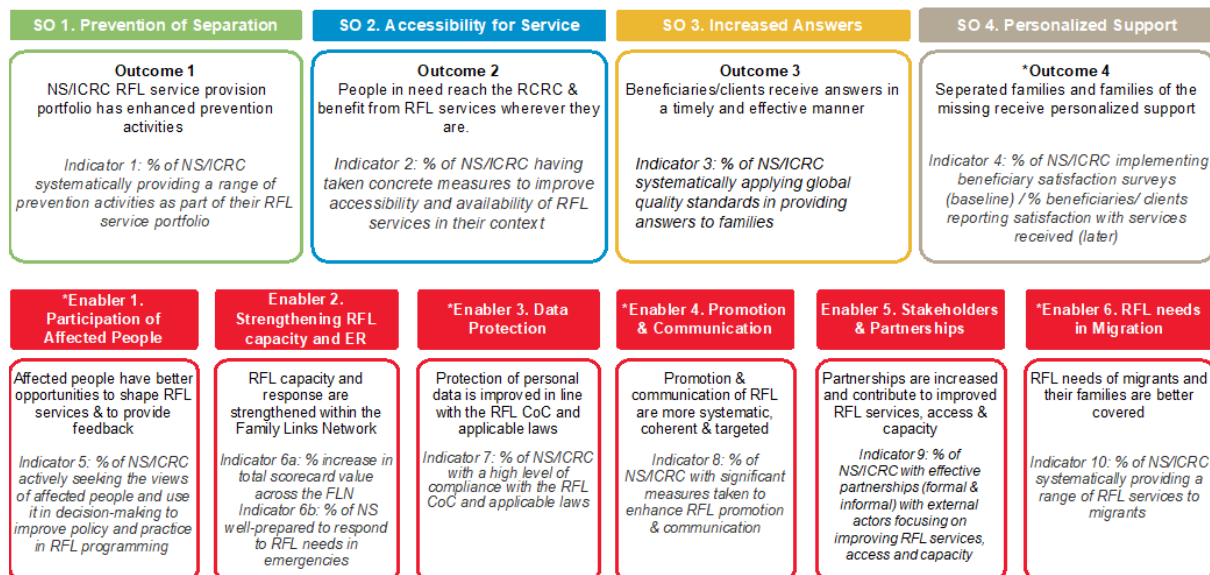 SO 1. Prevention of Separation
Outcome 1
NS/ICRC RFL service provision
portfolio has enhanced prevention
activities
Indicator 1: % of NS/ICRC
systematically providing a range of
prevention activities as part of their RFL
service portfolio
SO 2. Accessibility for Service
Outcome 2
People in need reach the RCRC &
benefit from RFL services wherever they
are.
Indicator 2: % of NS/ICRC having
taken concrete measures to improve
accessibility and availability of RFL
services in their context
SO 3. Increased Answers
Outcome 3
Beneficiaries/clients receive answers in
a timely and effective manner
Indicator 3: % of NS/ICRC
systematically applying global
quality standards in providing
answers to families
SO 4. Personalized Support
*Outcome 4
Seperated families and families of the
missing receive personalized support
Indicator 4: % of NS/ICRC implementing
beneficiary satisfaction surveys
(baseline) / % beneficiaries/ clients
reporting satisfaction with services
received (later)
*Enabler 1.
Participation of
Affected People
Affected people have better
opportunities to shape RFL
services & to provide
feedback
Indicator 5: % of NS/ICRC
actively seeking the views
of affected people and use
it in decision-making to
improve policy and practice
in RFL programming
Enabler 2.
Strengthening RFL
capacity and ER
RFL capacity and
response are
strengthened within the
Family Links Network
Indicator 6a: % increase in
total scorecard value
across the FLN
Indicator 6b: % of NS
well-prepared to respond
to RFL needs in
emergencies
*Enabler 3. Data
Protection
Protection of personal
data is improved in line
with the RFL CoC and
applicable laws
Indicator 7: % of NS/ICRC
with a high level of
compliance with the RFL
CoC and applicable laws
*Enabler 4. Promotion
& Communication
Promotion &
communication of RFL
are more systematic,
coherent & targeted
Indicator 8: % of
NS/ICRC with significant
measures taken to
enhance RFL promotion
& communication
Enabler 5. Stakeholders
& Partnerships
Partnerships are increased
and contribute to improved
RFL services, access &
capacity
Indicator 9: % of
NS/ICRC with effective
partnerships (formal &
informal) with external
actors focusing on
improving RFL services,
access and capacity
*Enabler 6. RFL needs
in Migration
RFL needs of migrants and
their families are better
covered
Indicator 10: % of NS/ICRC
systematically providing a
range of RFL services to
migrants